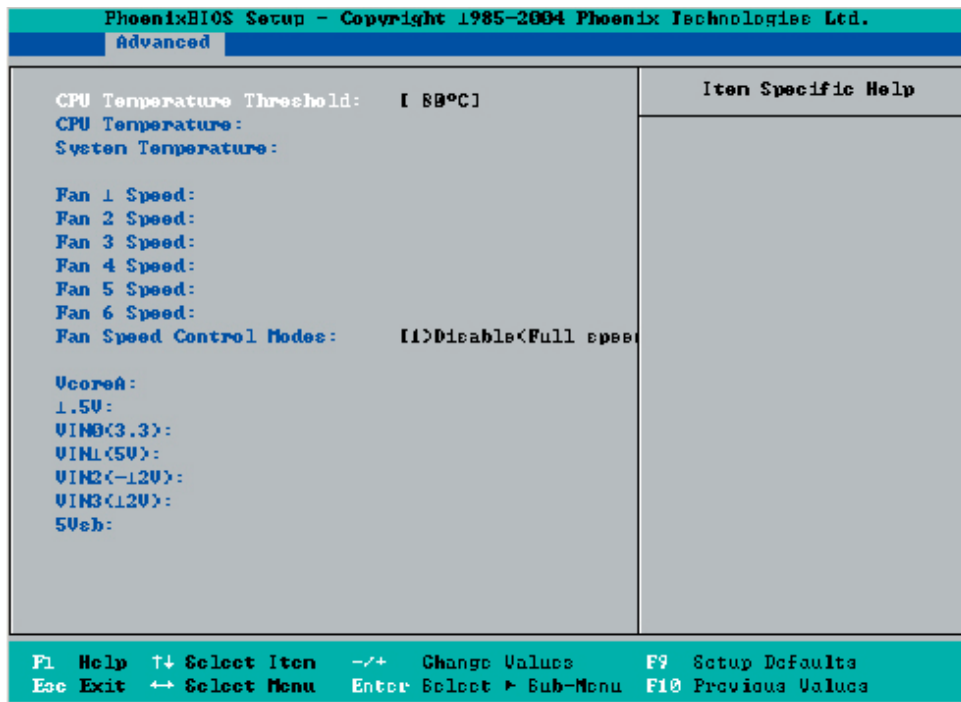 PhoenixBIOS Setup - Copyright 1985-2004 Phoenix Technologies Ltd.
Advanced
Item Specific Help
CPU Temperature Threshold: [ 80ºC]
CPU Temperature:
System Temperature:
Fan 1 Speed:
Fan 2 Speed:
Fan 3 Speed:
Fan 4 Speed:
Fan 5 Speed:
Fan 6 Speed:
Fan Speed Control Modes: [1)Disable(Full speed
VcoreA:
1.5V:
VIN0(3.3):
VIN1(5V):
VIN2(-12V):
VIN3(12V):
5Vsb:
F1 Help ↑↓ Select Item -/+ Change Values F9 Setup Defaults
Esc Exit ↔ Select Menu Enter Select ► Sub-Menu F10 Previous Values